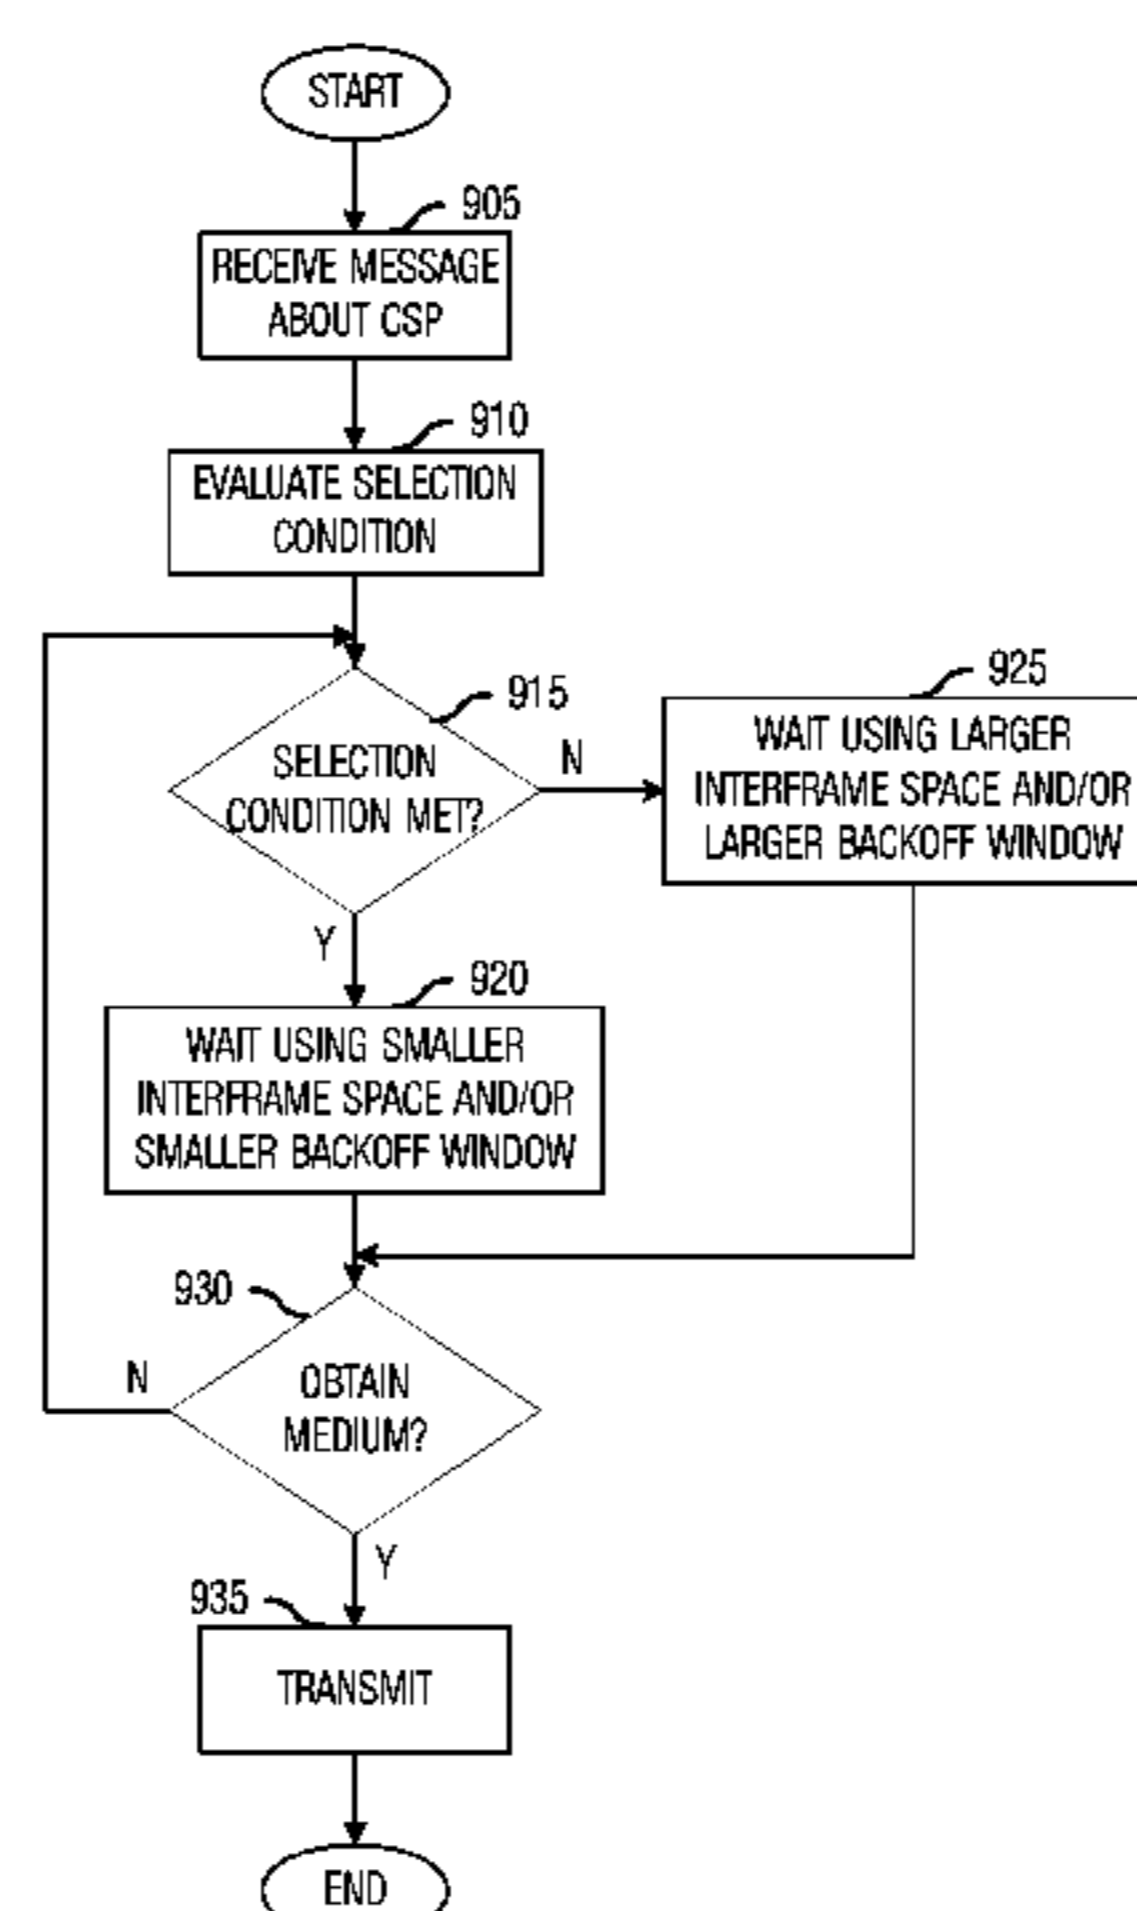 START
905
RECEIVE MESSAGE
ABOUT CSP
910
EVALUATE SELECTION
CONDITION
915
SELECTION
CONDITION MET?
N
925
WAIT USING LARGER
INTERFRAME SPACE AND/OR
LARGER BACKOFF WINDOW
Y
920
WAIT USING SMALLER
INTERFRAME SPACE AND/OR
SMALLER BACKOFF WINDOW
930
OBTAIN
MEDIUM?
N
Y
935
TRANSMIT
END